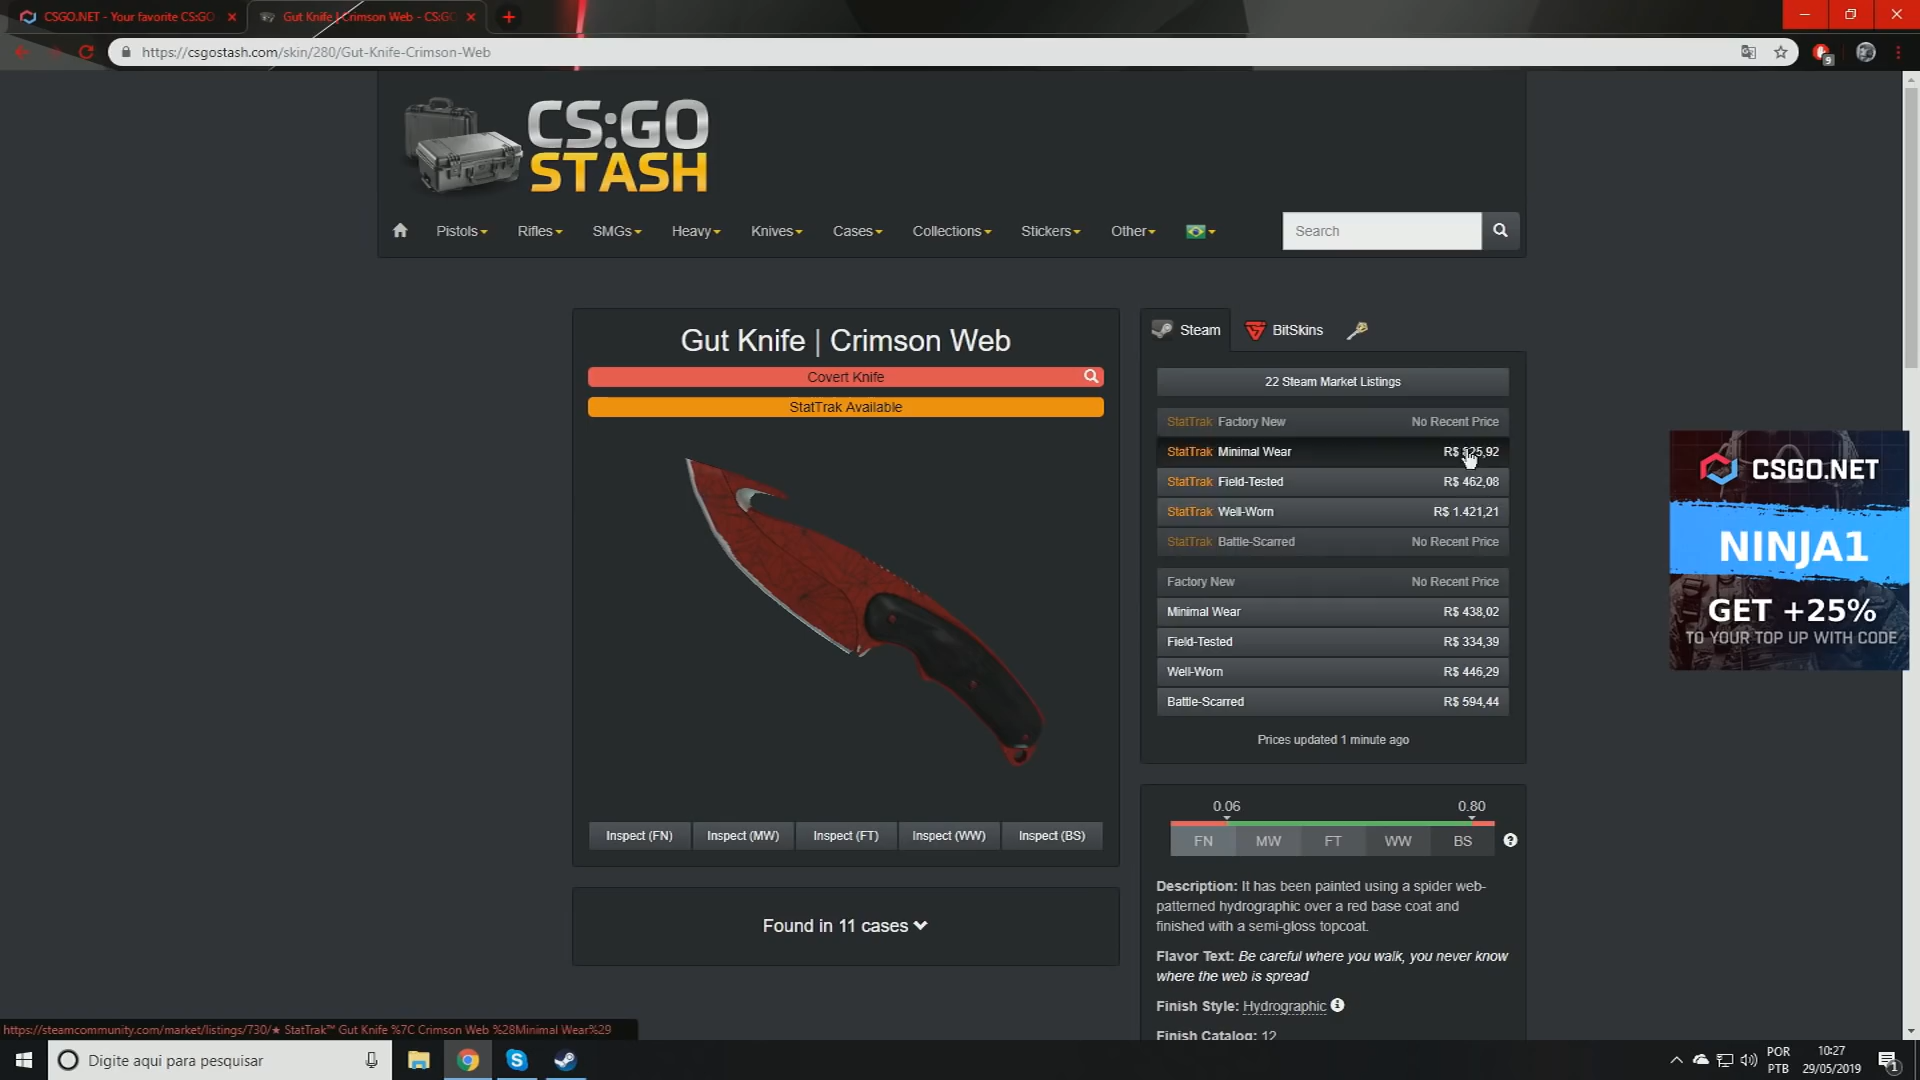 CSGO.NET - Your favorite CS:GO
Gut Knife | Crimson Web - CS:GO
https://csgostash.com/skin/280/Gut-Knife-Crimson-Web
9
CS:GO
STASH
Pistols
Rifles
SMGs
Heavy
Knives
Cases
Collections
Stickers
Other
Search
Gut Knife | Crimson Web
Covert Knife
StatTrak Available
Inspect (FN)
Inspect (MW)
Inspect (FT)
Inspect (WW)
Inspect (BS)
Found in 11 cases
Steam
BitSkins
22 Steam Market Listings
StatTrak Factory New No Recent Price
StatTrak Minimal Wear R$
StatTrak Field-Tested R$ 462,08
StatTrak Well-Worn R$ 1.421,21
StatTrak Battle-Scarred No Recent Price
Factory New No Recent Price
Minimal Wear R$ 438,02
Field-Tested R$ 334,39
Well-Worn R$ 446,29
Battle-Scarred R$ 594,44
Prices updated 1 minute ago
0.06 0.80
FN MW FT WW BS
Description: It has been painted using a spider web-
patterned hydrographic over a red base coat and
finished with a semi-gloss topcoat.
Flavor Text: Be careful where you walk, you never know
where the web is spread
Finish Style: Hydrographic
Finish Catalog: 12
CSGO.NET
NINJA1
GET +25%
TO YOUR TOP UP WITH CODE
https://steamcommunity.com/market/listings/730/★ StatTrak™ Gut Knife %7C Crimson Web %28Minimal Wear%29
Digite aqui para pesquisar
POR
PTB
10:27
29/05/2019
1